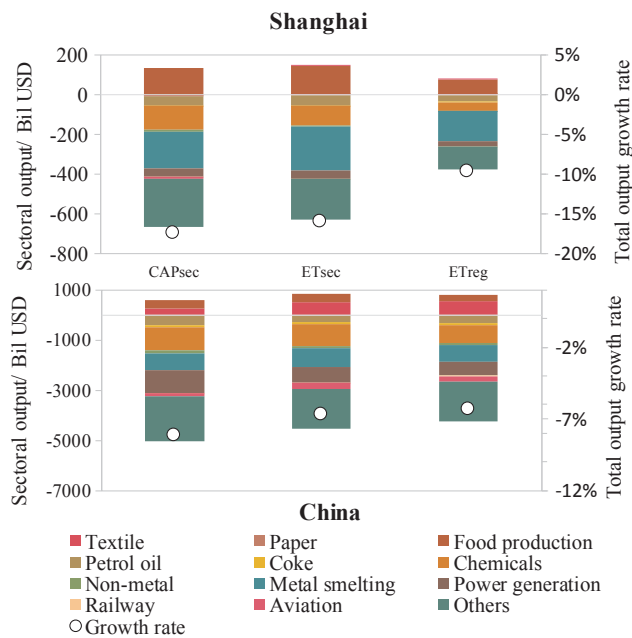 Shanghai
Sectoral output/ Bil USD
200
0
-200
-400
-600
-800
5%
0%
-5%
-10%
-15%
-20%
Total output growth rate
CAPsec ETsec ETreg
Sectoral output/ Bil USD
1000
-1000
-3000
-5000
-7000
-2%
-7%
-12%
Total output growth rate
China
Textile Paper Food production
Petrol oil Coke Chemicals
Non-metal Metal smelting Power generation
Railway Aviation Others
Growth rate